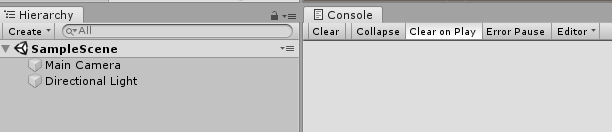 Hierarchy
Create All
SampleScene
Main Camera
Directional Light
Console
Clear Collapse Clear on Play Error Pause Editor